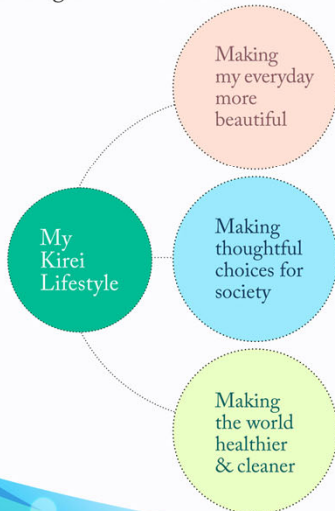 Making
my everyday
more
beautiful
My
Kirei
Lifestyle
Making
thoughtful
choices for
society
Making
the world
healthier
& cleaner